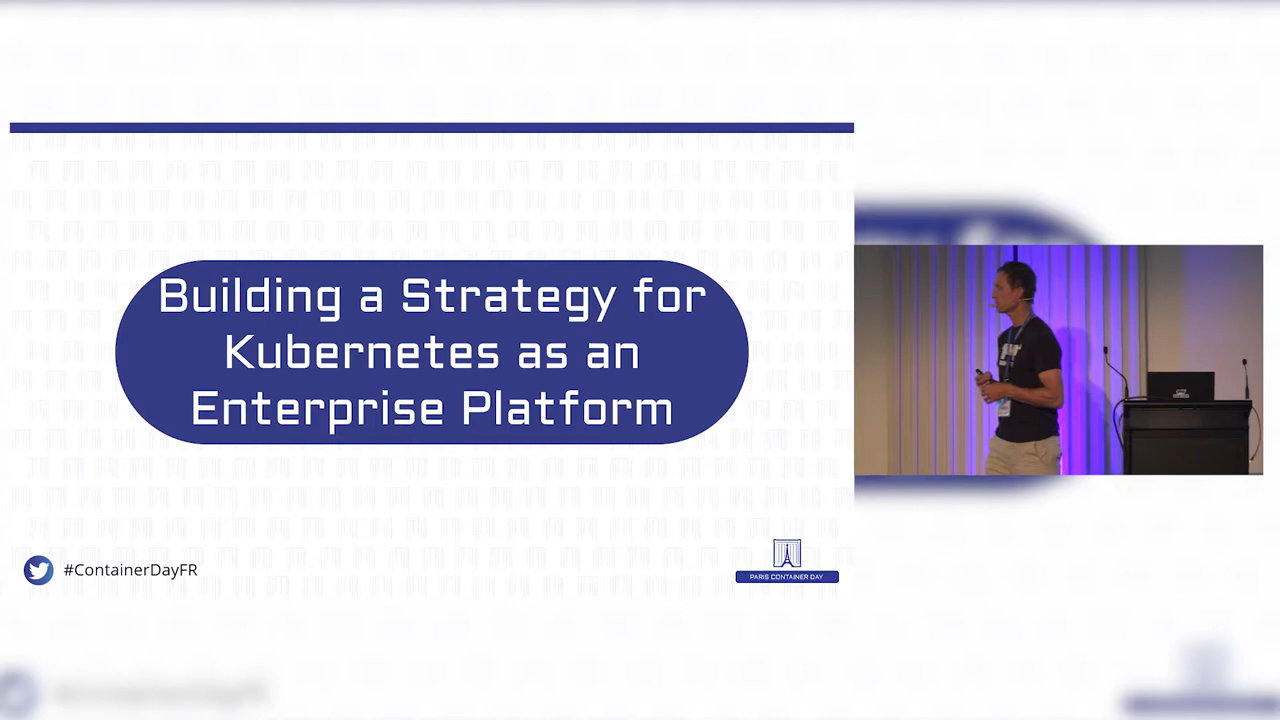 Building a Strategy for
Kubernetes as an
Enterprise Platform
#ContainerDayFR
PARIS CONTAINER DAY